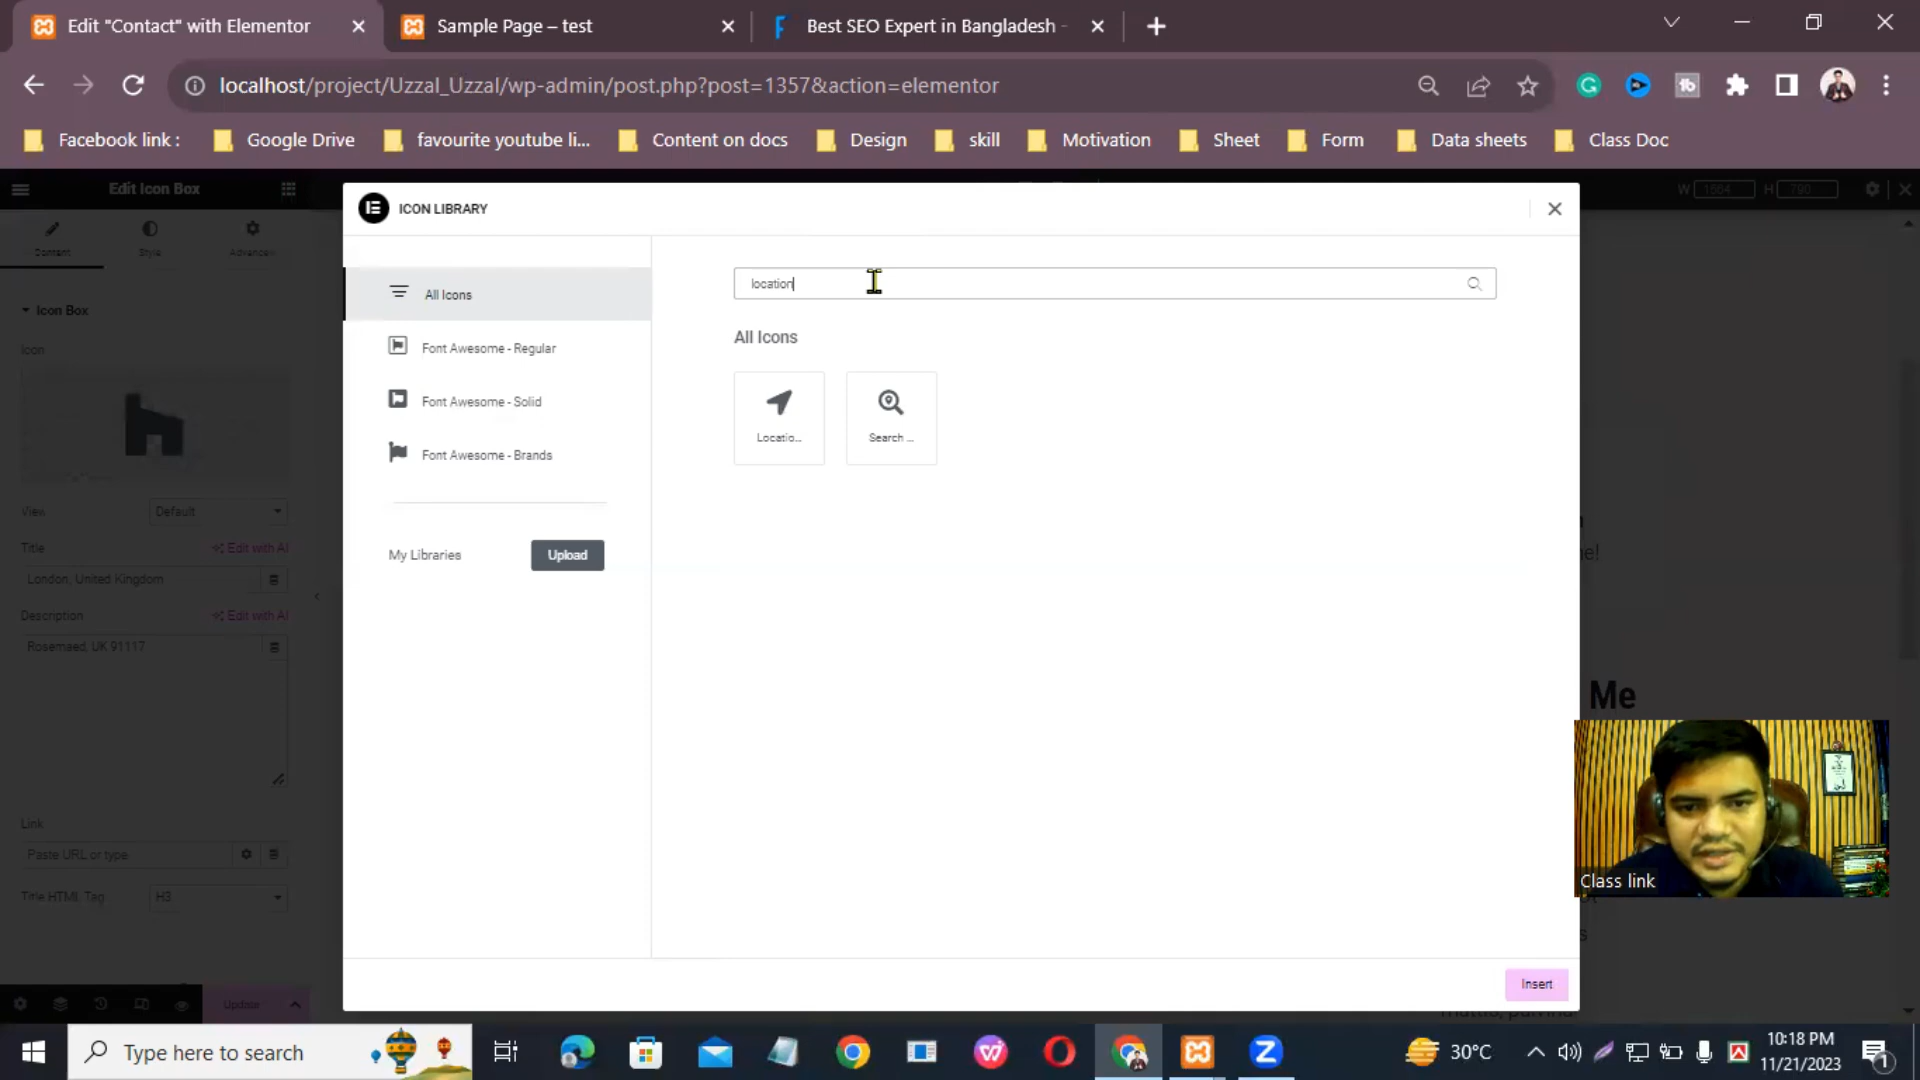 Edit "Contact" with Elementor
Sample Page – test
Best SEO Expert in Bangladesh -
localhost/project/Uzzal_Uzzal/wp-admin/post.php?post=1357&action=elementor
Facebook link :
Google Drive
favourite youtube li...
Content on docs
Design
skill
Motivation
Sheet
Form
Data sheets
Class Doc
Edit Icon Box
W 1564 H 790
Content
Style
Advanced
Icon Box
Icon
View
Default
Title
Edit with AI
London, United Kingdom
Description
Edit with AI
Rosemaed, UK 91117
Link
Paste URL or type
Title HTML Tag
H3
Update
ICON LIBRARY
All Icons
Font Awesome - Regular
Font Awesome - Solid
Font Awesome - Brands
My Libraries
Upload
location
All Icons
Locatio...
Search ...
Insert
Me
Class link
Type here to search
30°C
10:18 PM
11/21/2023
1